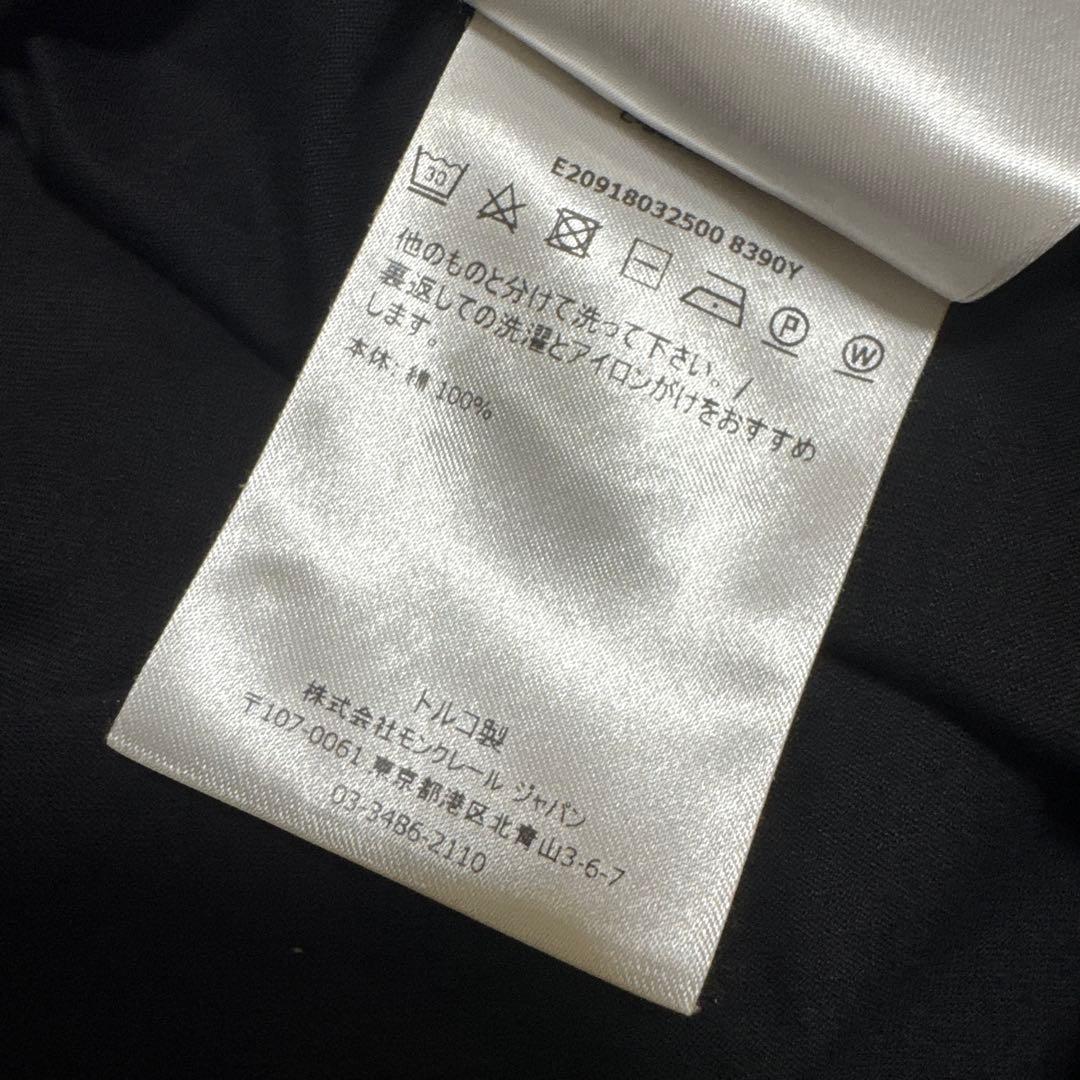 E20918032500 8390Y
30
P W
他のものと分けて洗って下さい。/
裏返しての洗濯とアイロンがけをおすすめ
します。
本体: 棉 100%
トルコ製
株式会社モンクレール ジャパン
〒107-0061 東京都港区北青山3-6-7
03-3486-2110